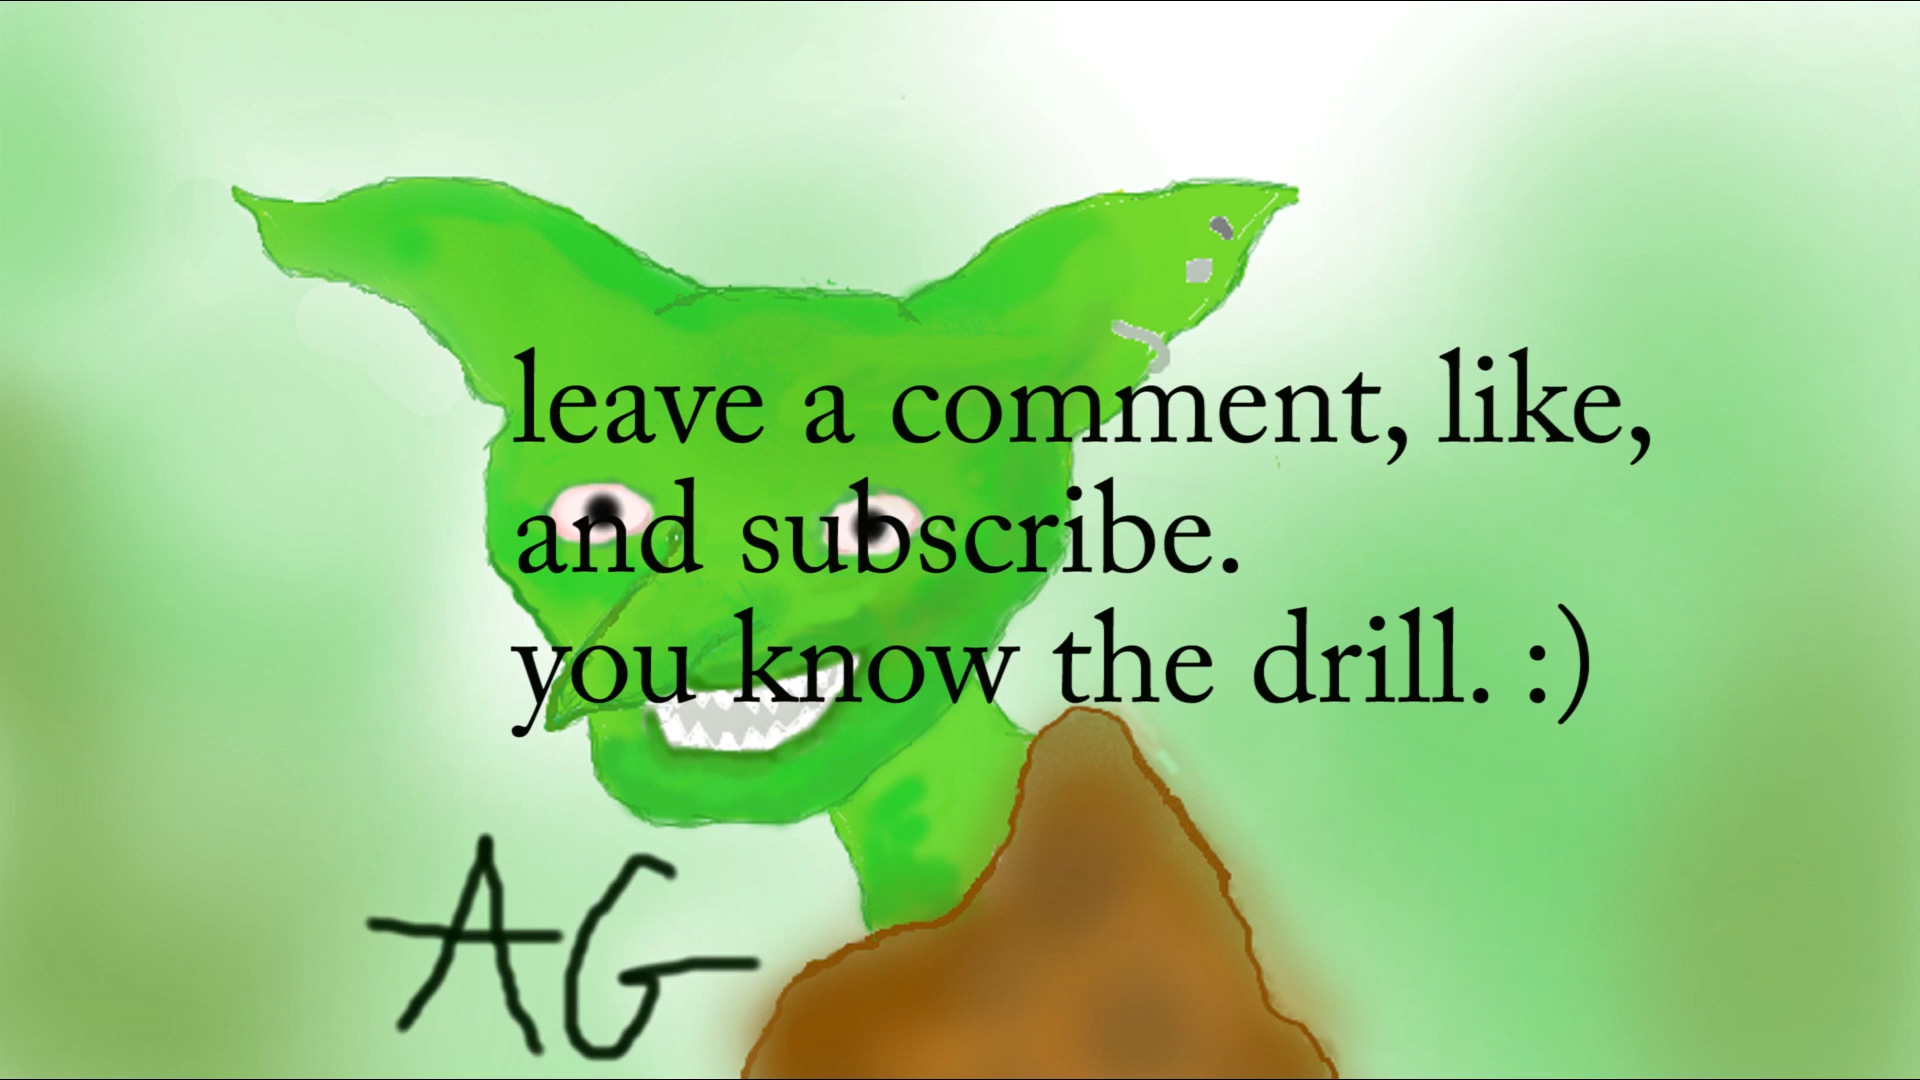 leave a comment, like,
and subscribe.
you know the drill. :)
AG